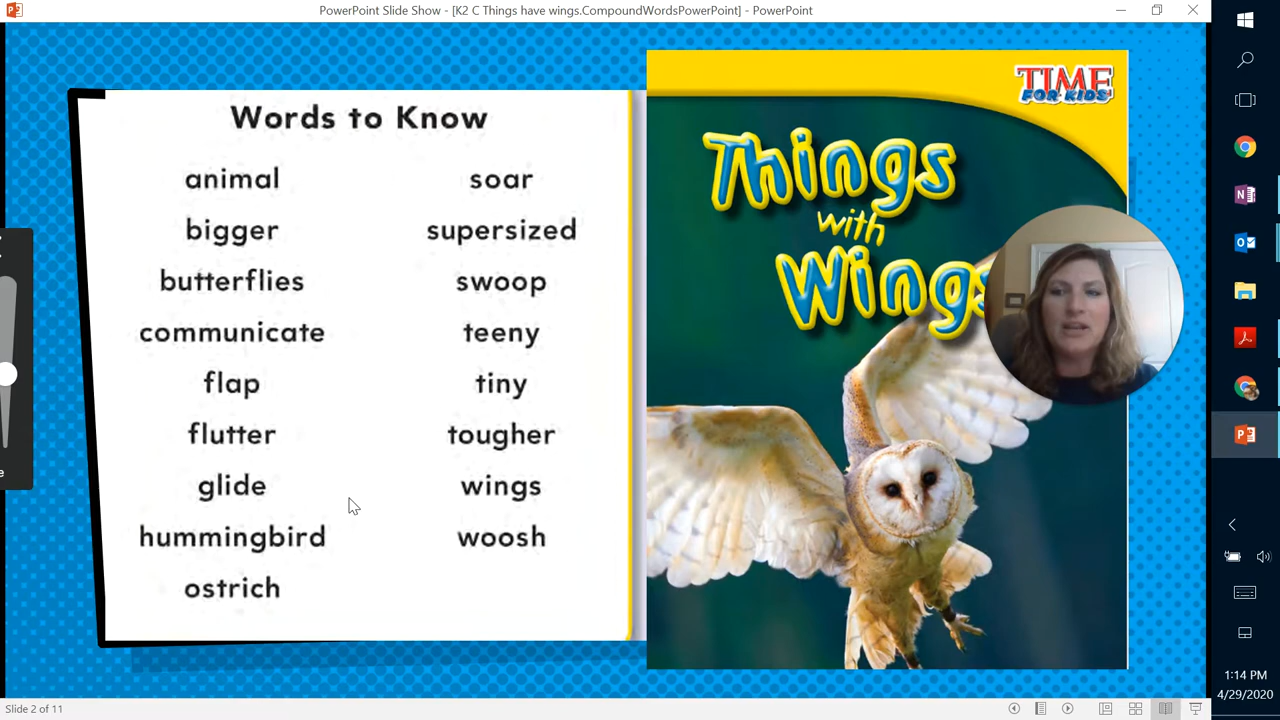 PowerPoint Slide Show - [K2 C Things have wings.CompoundWordsPowerPoint] - PowerPoint
Words to Know
animal
bigger
butterflies
communicate
flap
flutter
glide
hummingbird
ostrich
soar
supersized
swoop
teeny
tiny
tougher
wings
woosh
TIME
FOR KIDS
Things
with
Wings
e
Slide 2 of 11
1:14 PM
4/29/2020